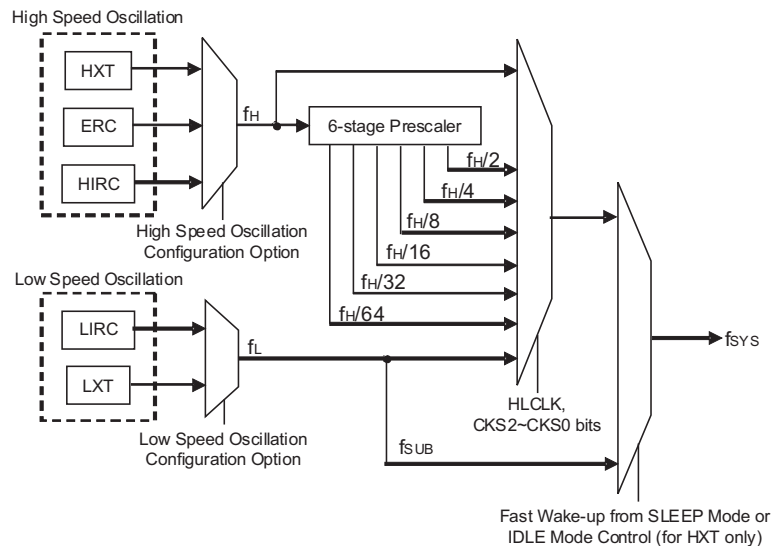 High Speed Oscillation
HXT
ERC
HIRC
fH
6-stage Prescaler
fH/2
fH/4
fH/8
fH/16
fH/32
fH/64
High Speed Oscillation
Configuration Option
Low Speed Oscillation
LIRC
LXT
fL
fSYS
HLCLK,
CKS2~CKS0 bits
Low Speed Oscillation
Configuration Option
fSUB
Fast Wake-up from SLEEP Mode or
IDLE Mode Control (for HXT only)